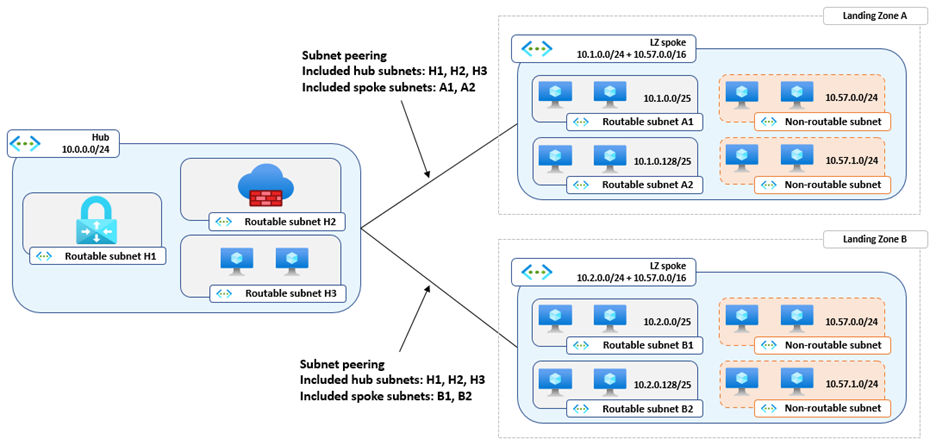 Hub
10.0.0.0/24
Routable subnet H1
Routable subnet H2
Routable subnet H3
Subnet peering
Included hub subnets: H1, H2, H3
Included spoke subnets: A1, A2
Subnet peering
Included hub subnets: H1, H2, H3
Included spoke subnets: B1, B2
Landing Zone A
LZ spoke
10.1.0.0/24 + 10.57.0.0/16
10.1.0.0/25
Routable subnet A1
10.57.0.0/24
Non-routable subnet
10.1.0.128/25
Routable subnet A2
10.57.1.0/24
Non-routable subnet
Landing Zone B
LZ spoke
10.2.0.0/24 + 10.57.0.0/16
10.2.0.0/25
Routable subnet B1
10.57.0.0/24
Non-routable subnet
10.2.0.128/25
Routable subnet B2
10.57.1.0/24
Non-routable subnet